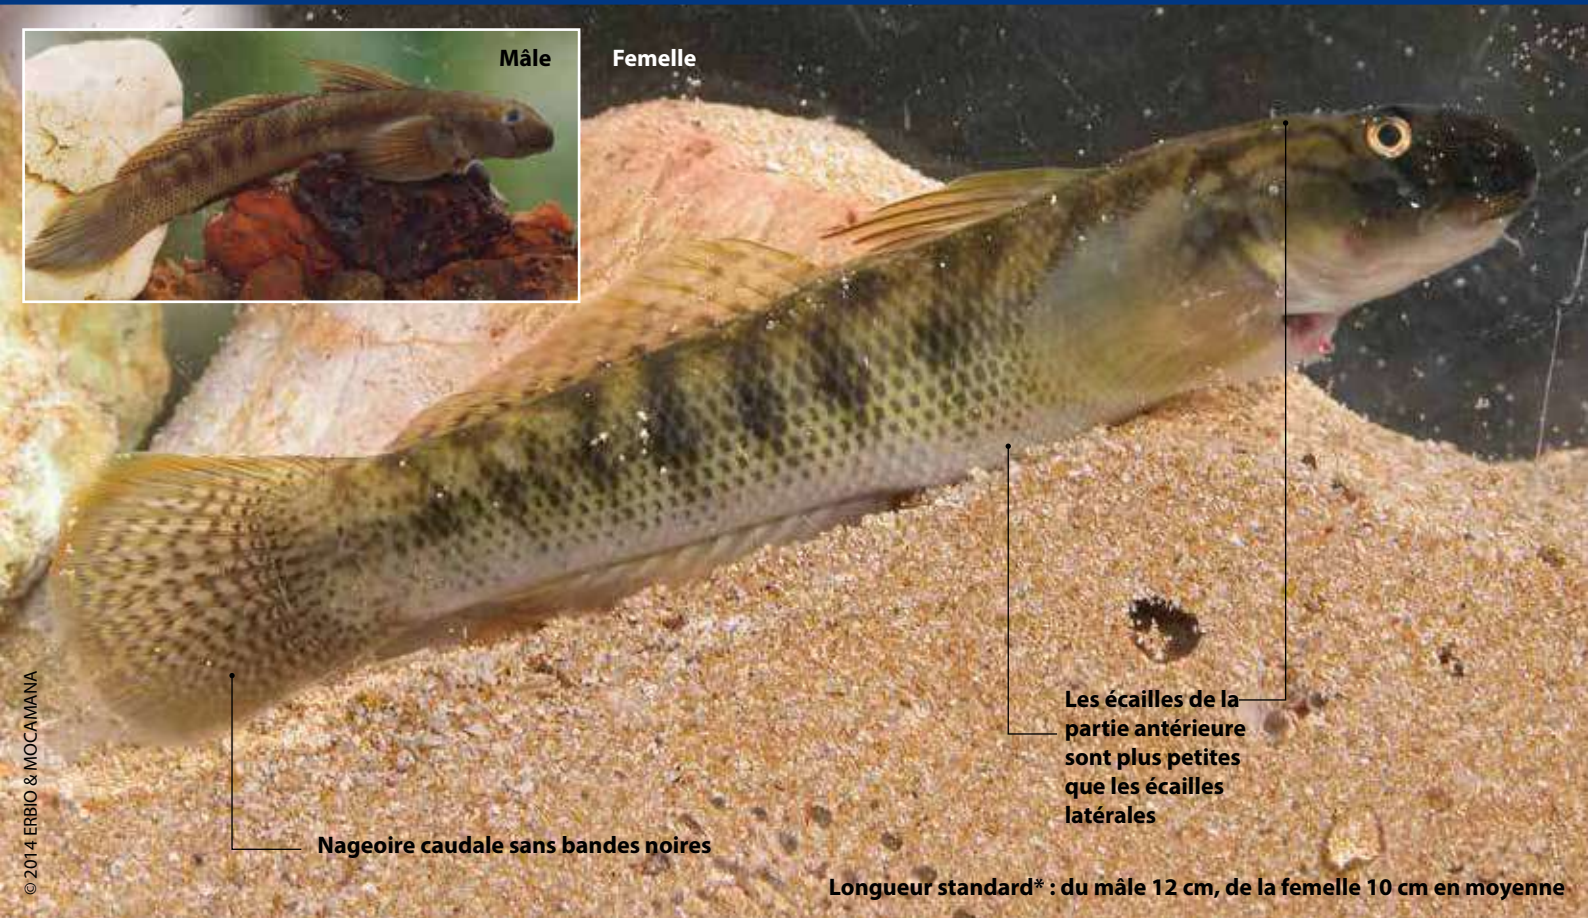 Mâle
Femelle
Les écailles de la
partie antérieure
sont plus petites
que les écailles
latérales
Nageoire caudale sans bandes noires
Longueur standard* : du mâle 12 cm, de la femelle 10 cm en moyenne
© 2014 ERBIO & MOCAMANA